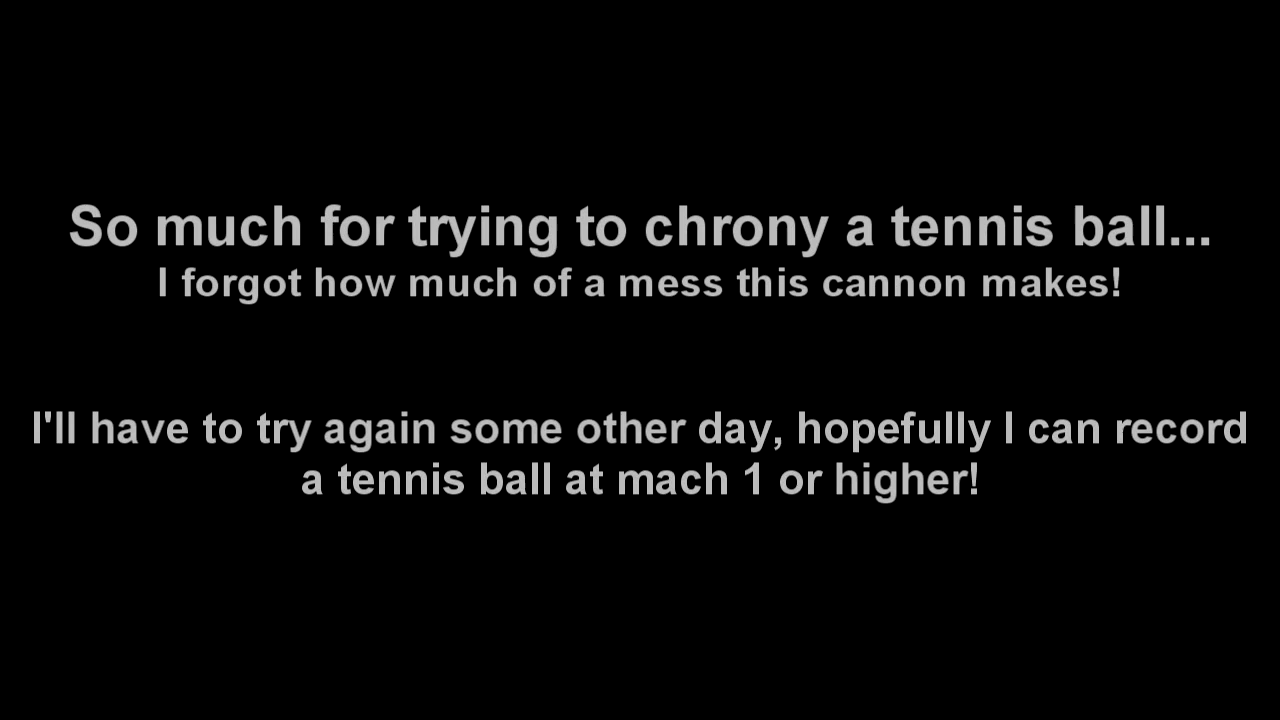 So much for trying to chrony a tennis ball...
I forgot how much of a mess this cannon makes!
I'll have to try again some other day, hopefully I can record
a tennis ball at mach 1 or higher!